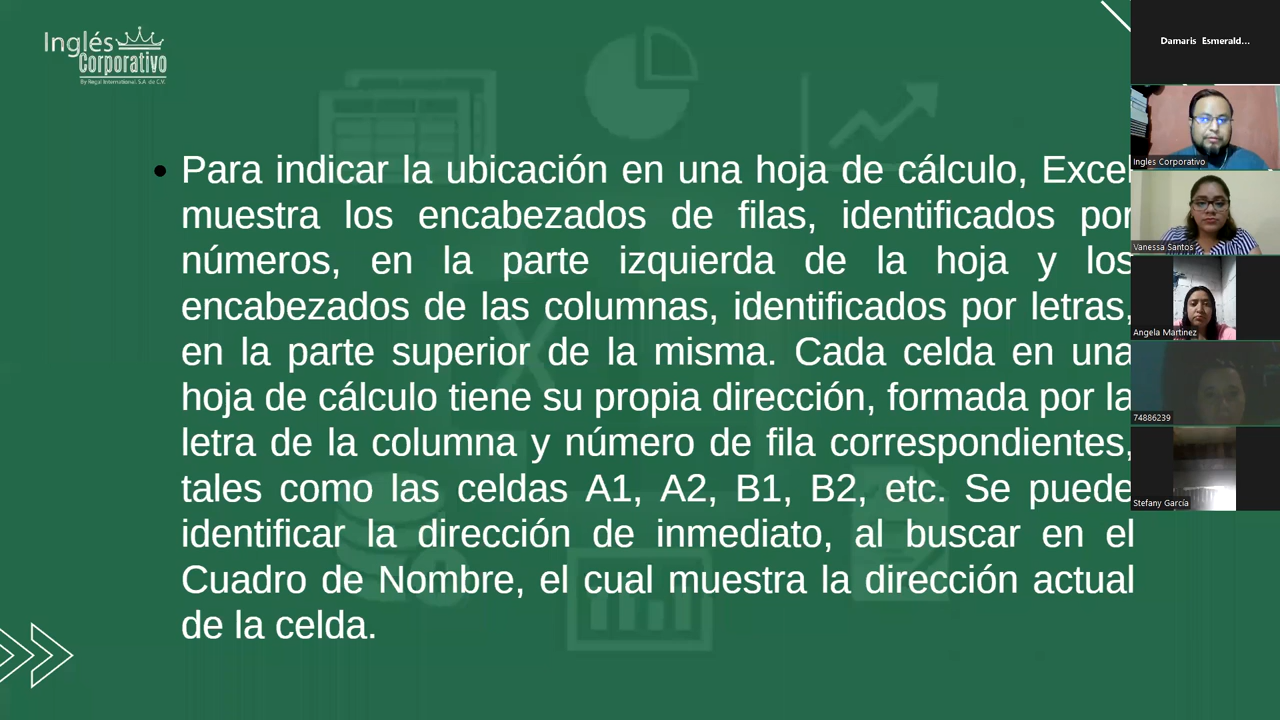 Inglés
Corporativo
By Regal International, S.A. de C.V.
• Para indicar la ubicación en una hoja de cálculo, Excel
muestra los encabezados de filas, identificados por
números, en la parte izquierda de la hoja y los
encabezados de las columnas, identificados por letras,
en la parte superior de la misma. Cada celda en una
hoja de cálculo tiene su propia dirección, formada por la
letra de la columna y número de fila correspondientes,
tales como las celdas A1, A2, B1, B2, etc. Se puede
identificar la dirección de inmediato, al buscar en el
Cuadro de Nombre, el cual muestra la dirección actual
de la celda.
Damaris Esmerald...
Ingles Corporativo
Vanessa Santos
Angela Martinez
74886239
Stefany García